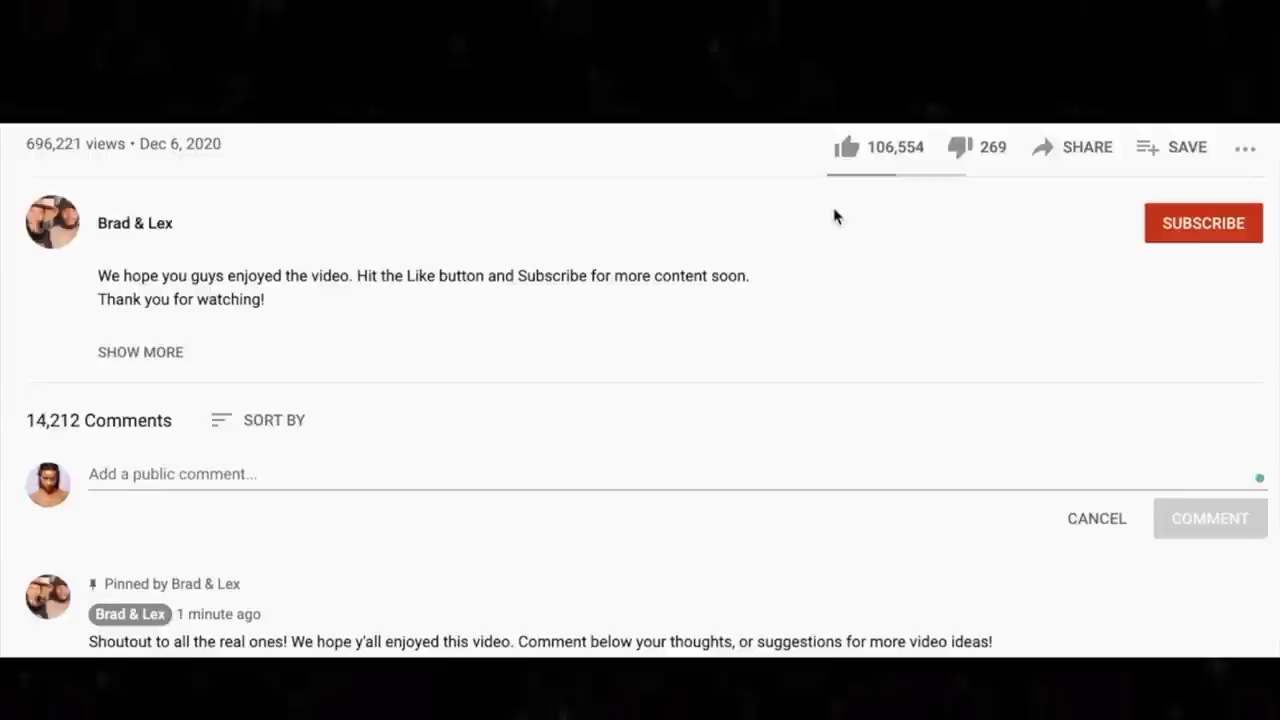 696,221 views • Dec 6, 2020
106,554 269 SHARE SAVE
Brad & Lex
SUBSCRIBE
We hope you guys enjoyed the video. Hit the Like button and Subscribe for more content soon.
Thank you for watching!
SHOW MORE
14,212 Comments SORT BY
Add a public comment...
CANCEL COMMENT
Pinned by Brad & Lex
Brad & Lex 1 minute ago
Shoutout to all the real ones! We hope y'all enjoyed this video. Comment below your thoughts, or suggestions for more video ideas!